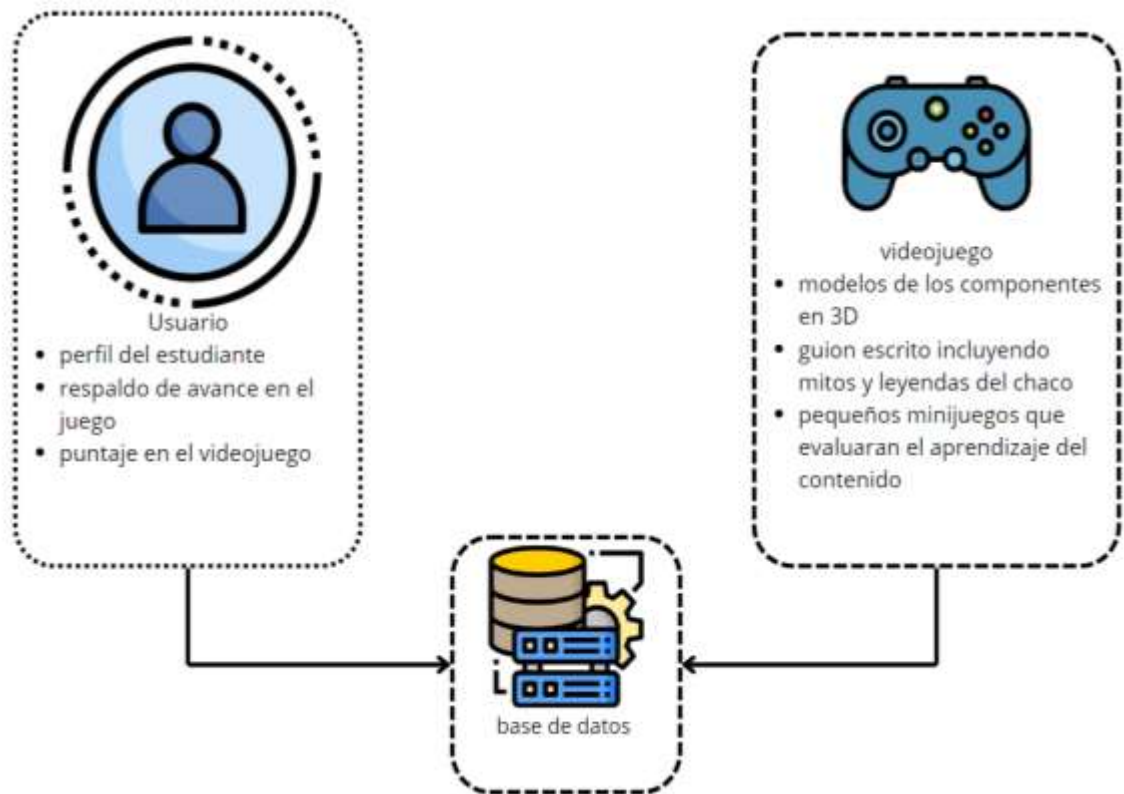 Usuario
• perfil del estudiante
• respaldo de avance en el
juego
• puntaje en el videojuego
videojuego
• modelos de los componentes
en 3D
• guion escrito incluyendo
mitos y leyendas del chaco
• pequeños minijuegos que
evaluaran el aprendizaje del
contenido
base de datos